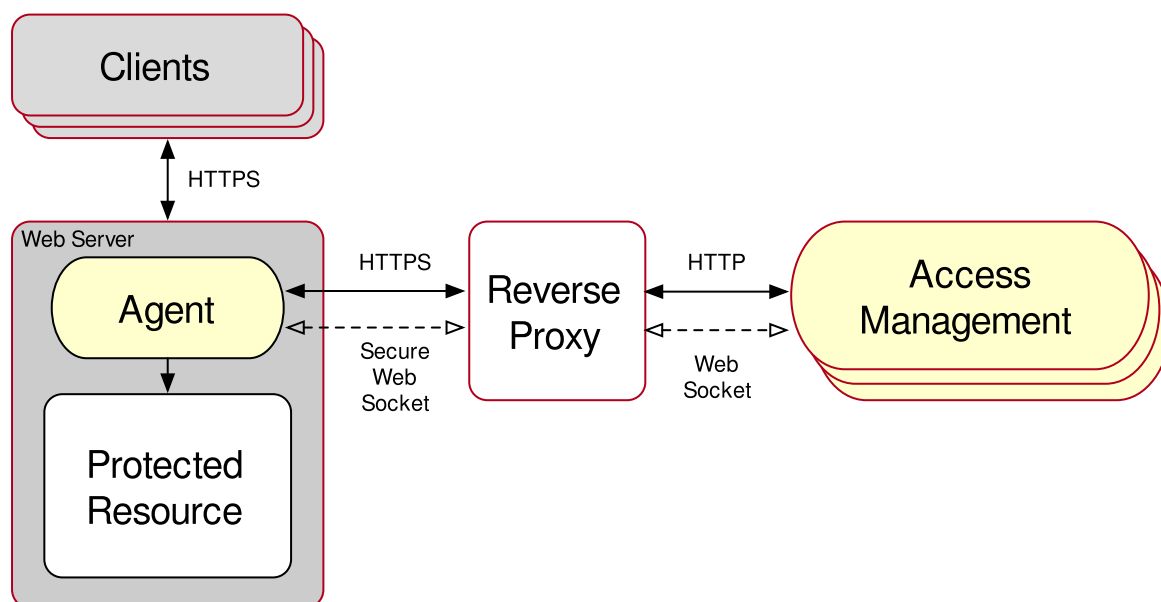 Clients
HTTPS
Web Server
Agent
HTTPS
Secure
Web
Socket
Reverse
Proxy
HTTP
Web
Socket
Access
Management
Protected
Resource